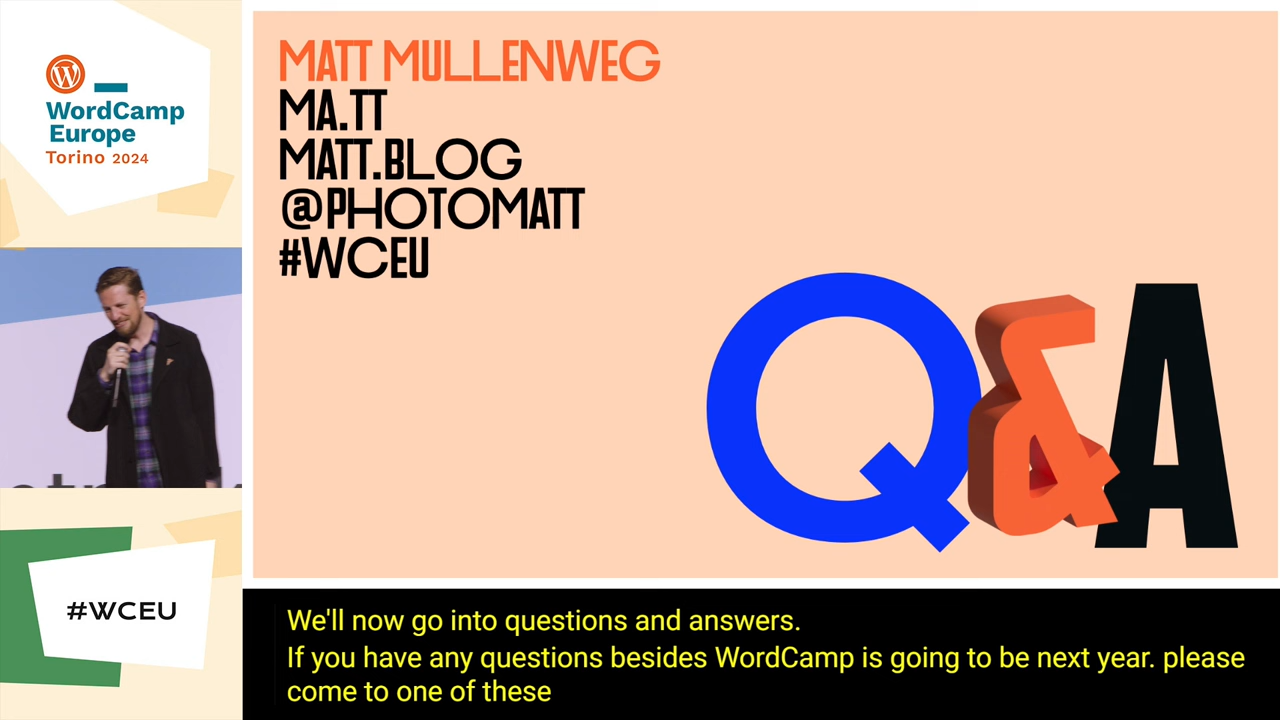 WordCamp
Europe
Torino 2024
#WCEU
MATT MULLENWEG
MA.TT
MATT.BLOG
@PHOTOMATT
#WCEU
Q&A
We'll now go into questions and answers.
If you have any questions besides WordCamp is going to be next year. please
come to one of these